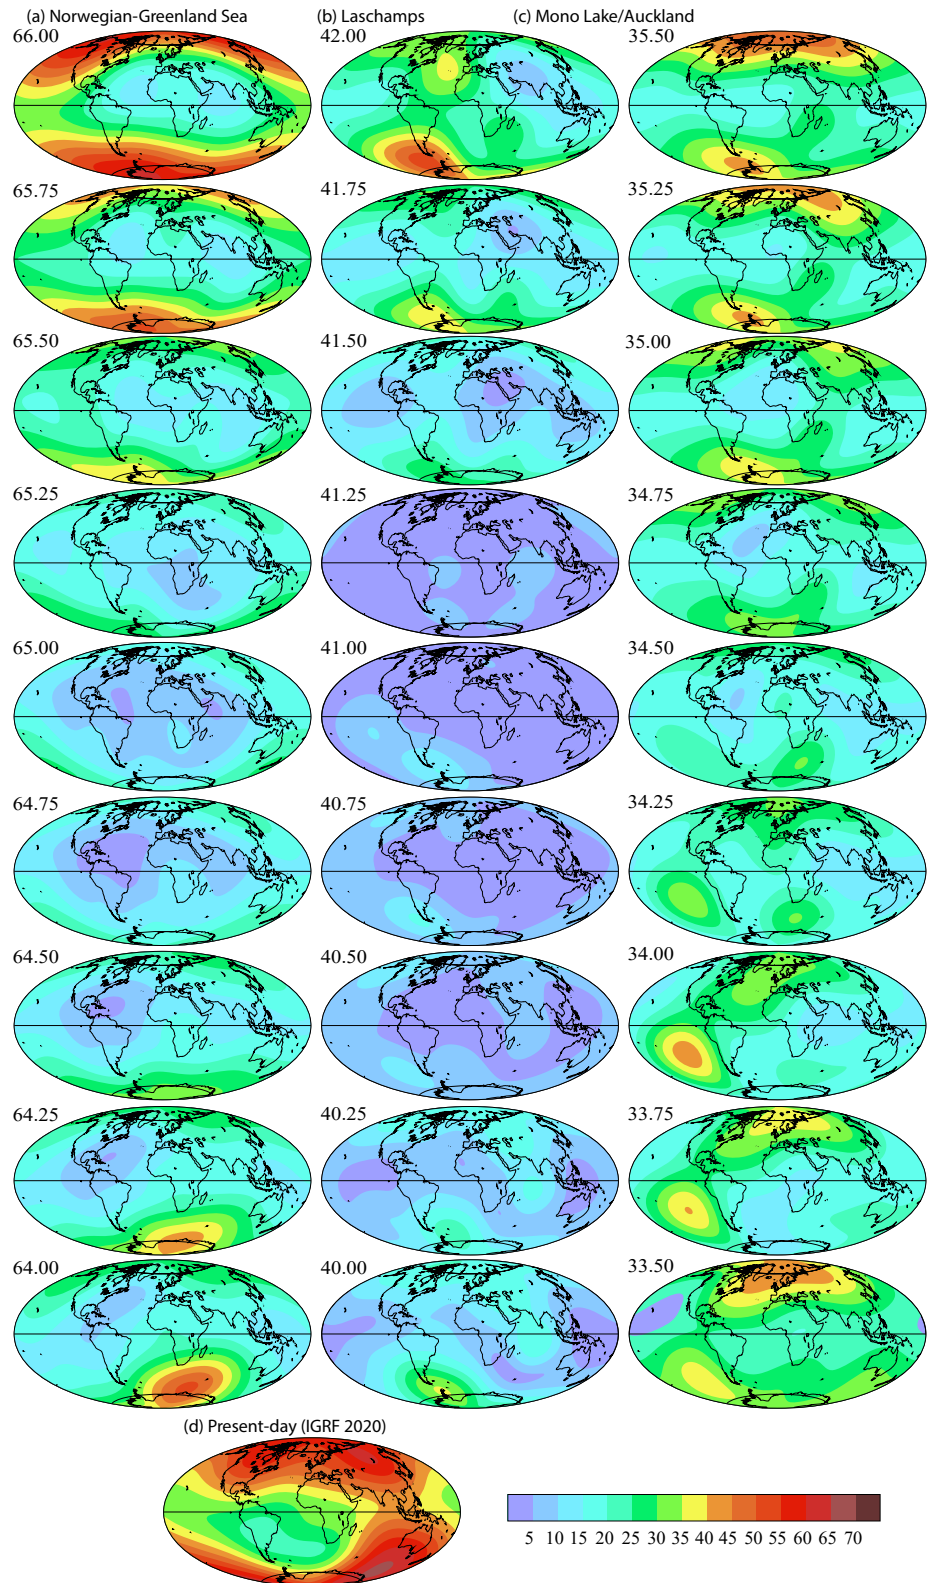 (a) Norwegian-Greenland Sea (b) Laschamps (c) Mono Lake/Auckland
66.00 42.00 35.50
65.75 41.75 35.25
65.50 41.50 35.00
65.25 41.25 34.75
65.00 41.00 34.50
64.75 40.75 34.25
64.50 40.50 34.00
64.25 40.25 33.75
64.00 40.00 33.50
(d) Present-day (IGRF 2020)
5 10 15 20 25 30 35 40 45 50 55 60 65 70